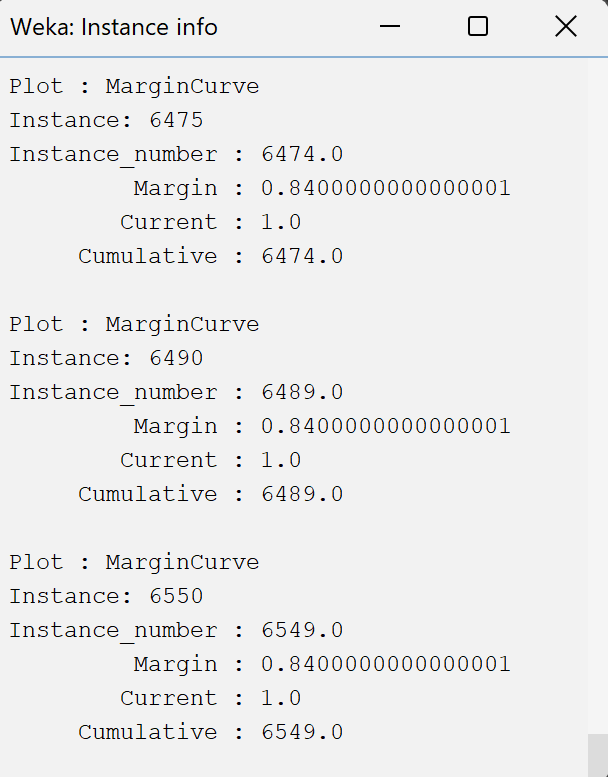 Weka: Instance info
Plot : MarginCurve
Instance: 6475
Instance_number : 6474.0
Margin : 0.8400000000000001
Current : 1.0
Cumulative : 6474.0
Plot : MarginCurve
Instance: 6490
Instance_number : 6489.0
Margin : 0.8400000000000001
Current : 1.0
Cumulative : 6489.0
Plot : MarginCurve
Instance: 6550
Instance_number : 6549.0
Margin : 0.8400000000000001
Current : 1.0
Cumulative : 6549.0